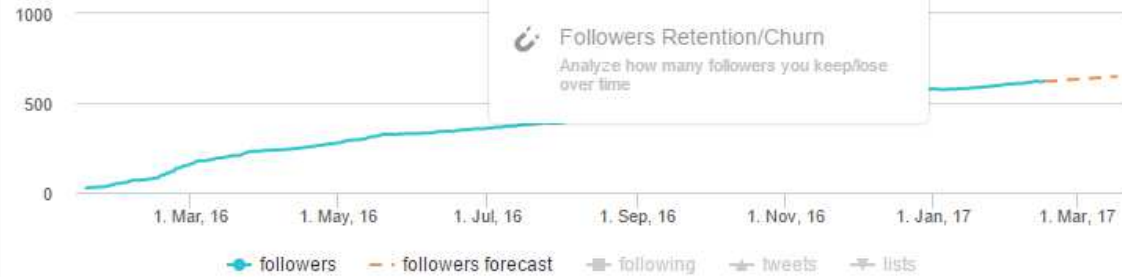 1000
Followers Retention/Churn
Analyze how many followers you keep/lose
over time
500
0
1. Mar, 16 1. May, 16 1. Jul, 16 1. Sep, 16 1. Nov, 16 1. Jan, 17 1. Mar, 17
followers followers forecast following tweets lists